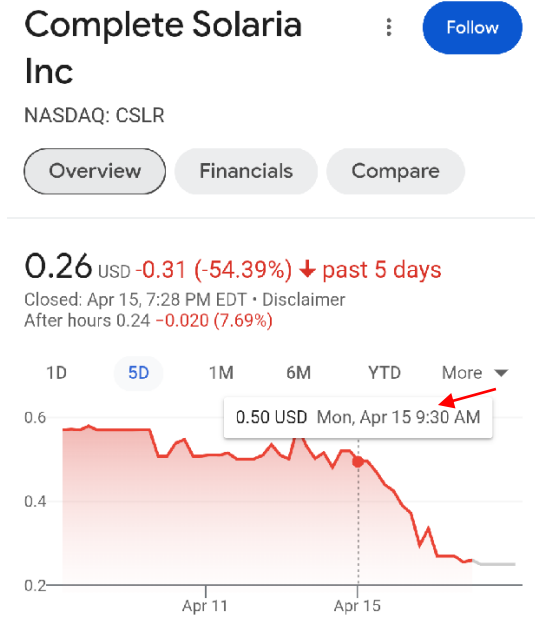 Complete Solaria
Inc
Follow
NASDAQ: CSLR
Overview
Financials
Compare
0.26 USD -0.31 (-54.39%) past 5 days
Closed: Apr 15, 7:28 PM EDT • Disclaimer
After hours 0.24 −0.020 (7.69%)
1D
5D
1M
6M
YTD
More
0.50 USD Mon, Apr 15 9:30 AM
0.6
0.4
0.2
Apr 11
Apr 15